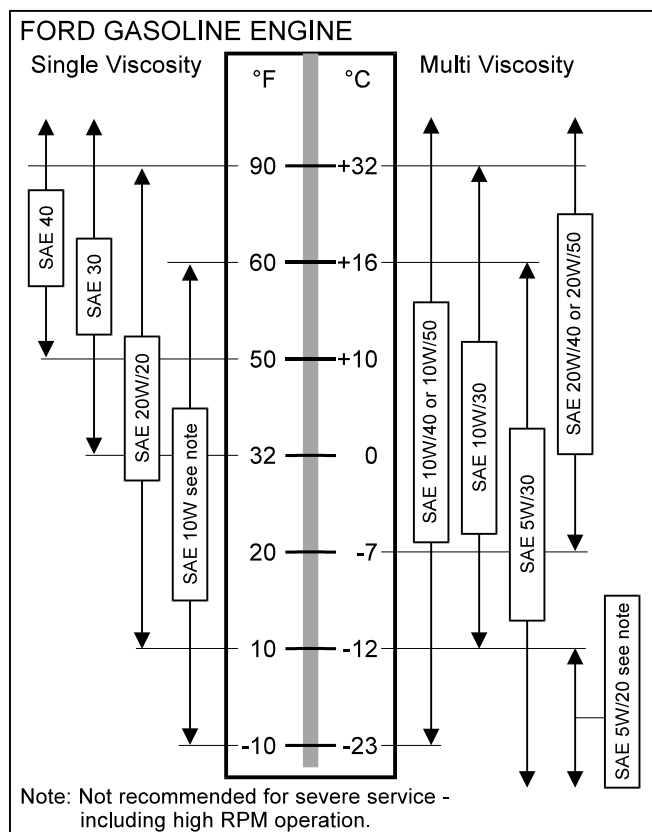 FORD GASOLINE ENGINE
Single Viscosity
°F
°C
Multi Viscosity
90
+32
60
+16
50
+10
32
0
20
-7
10
-12
-10
-23
SAE 40
SAE 30
SAE 20W/20
SAE 10W see note
SAE 10W/40 or 10W/50
SAE 10W/30
SAE 5W/30
SAE 20W/40 or 20W/50
SAE 5W/20 see note
Note: Not recommended for severe service -
including high RPM operation.